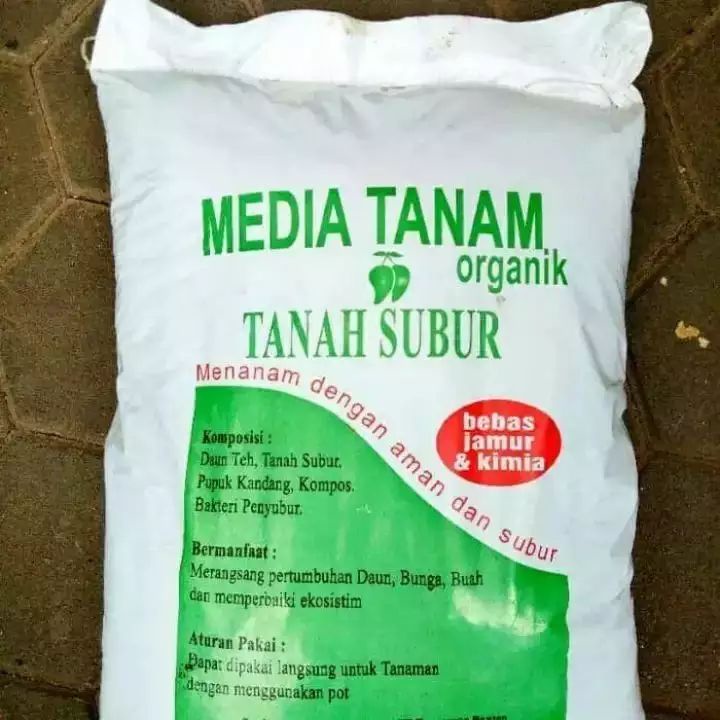 MEDIA TANAM
organik
TANAH SUBUR
Menanam dengan aman dan subur
bebas
jamur
& kimia
Komposisi :
Daun Teh, Tanah Subur.
Pupuk Kandang, Kompos.
Bakteri Penyubur.
Bermanfaat :
Merangsang pertumbuhan Daun, Bunga, Buah
dan memperbaiki ekosistim
Aturan Pakai :
Dapat dipakai langsung untuk Tanaman
dengan menggunakan pot